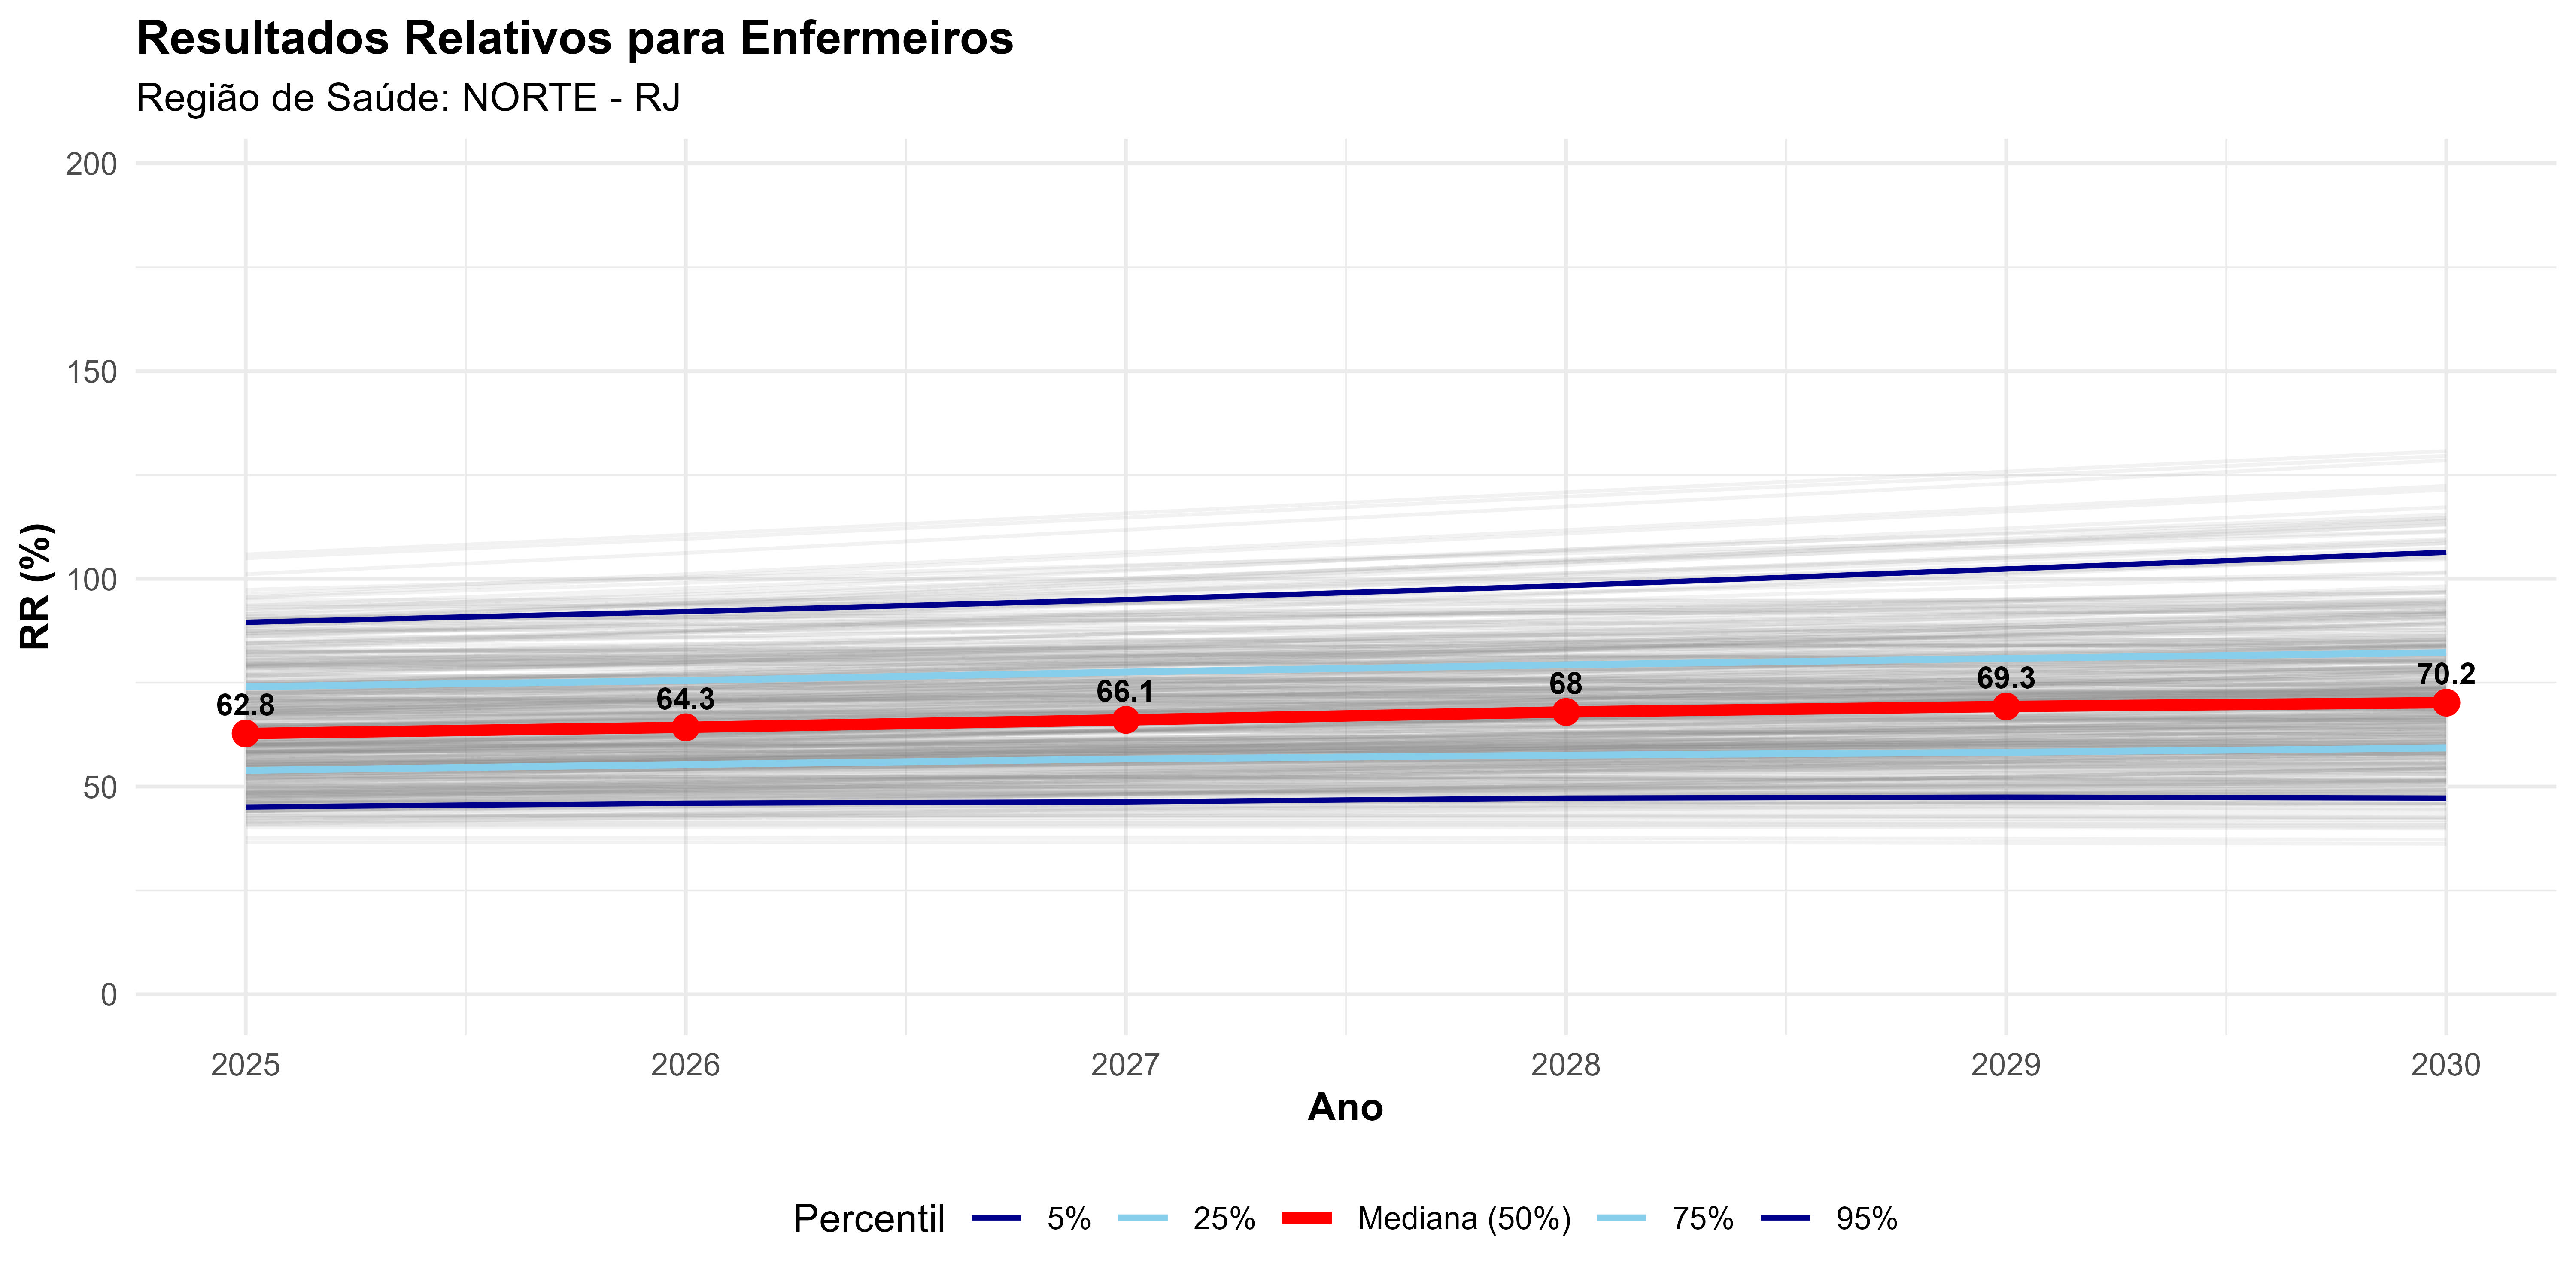 Resultados Relativos para Enfermeiros
Região de Saúde: NORTE - RJ
RR (%)
200
150
100
50
0
62.8
64.3
66.1
68
69.3
70.2
2025 2026 2027 2028 2029 2030
Ano
Percentil 5% 25% Mediana (50%) 75% 95%